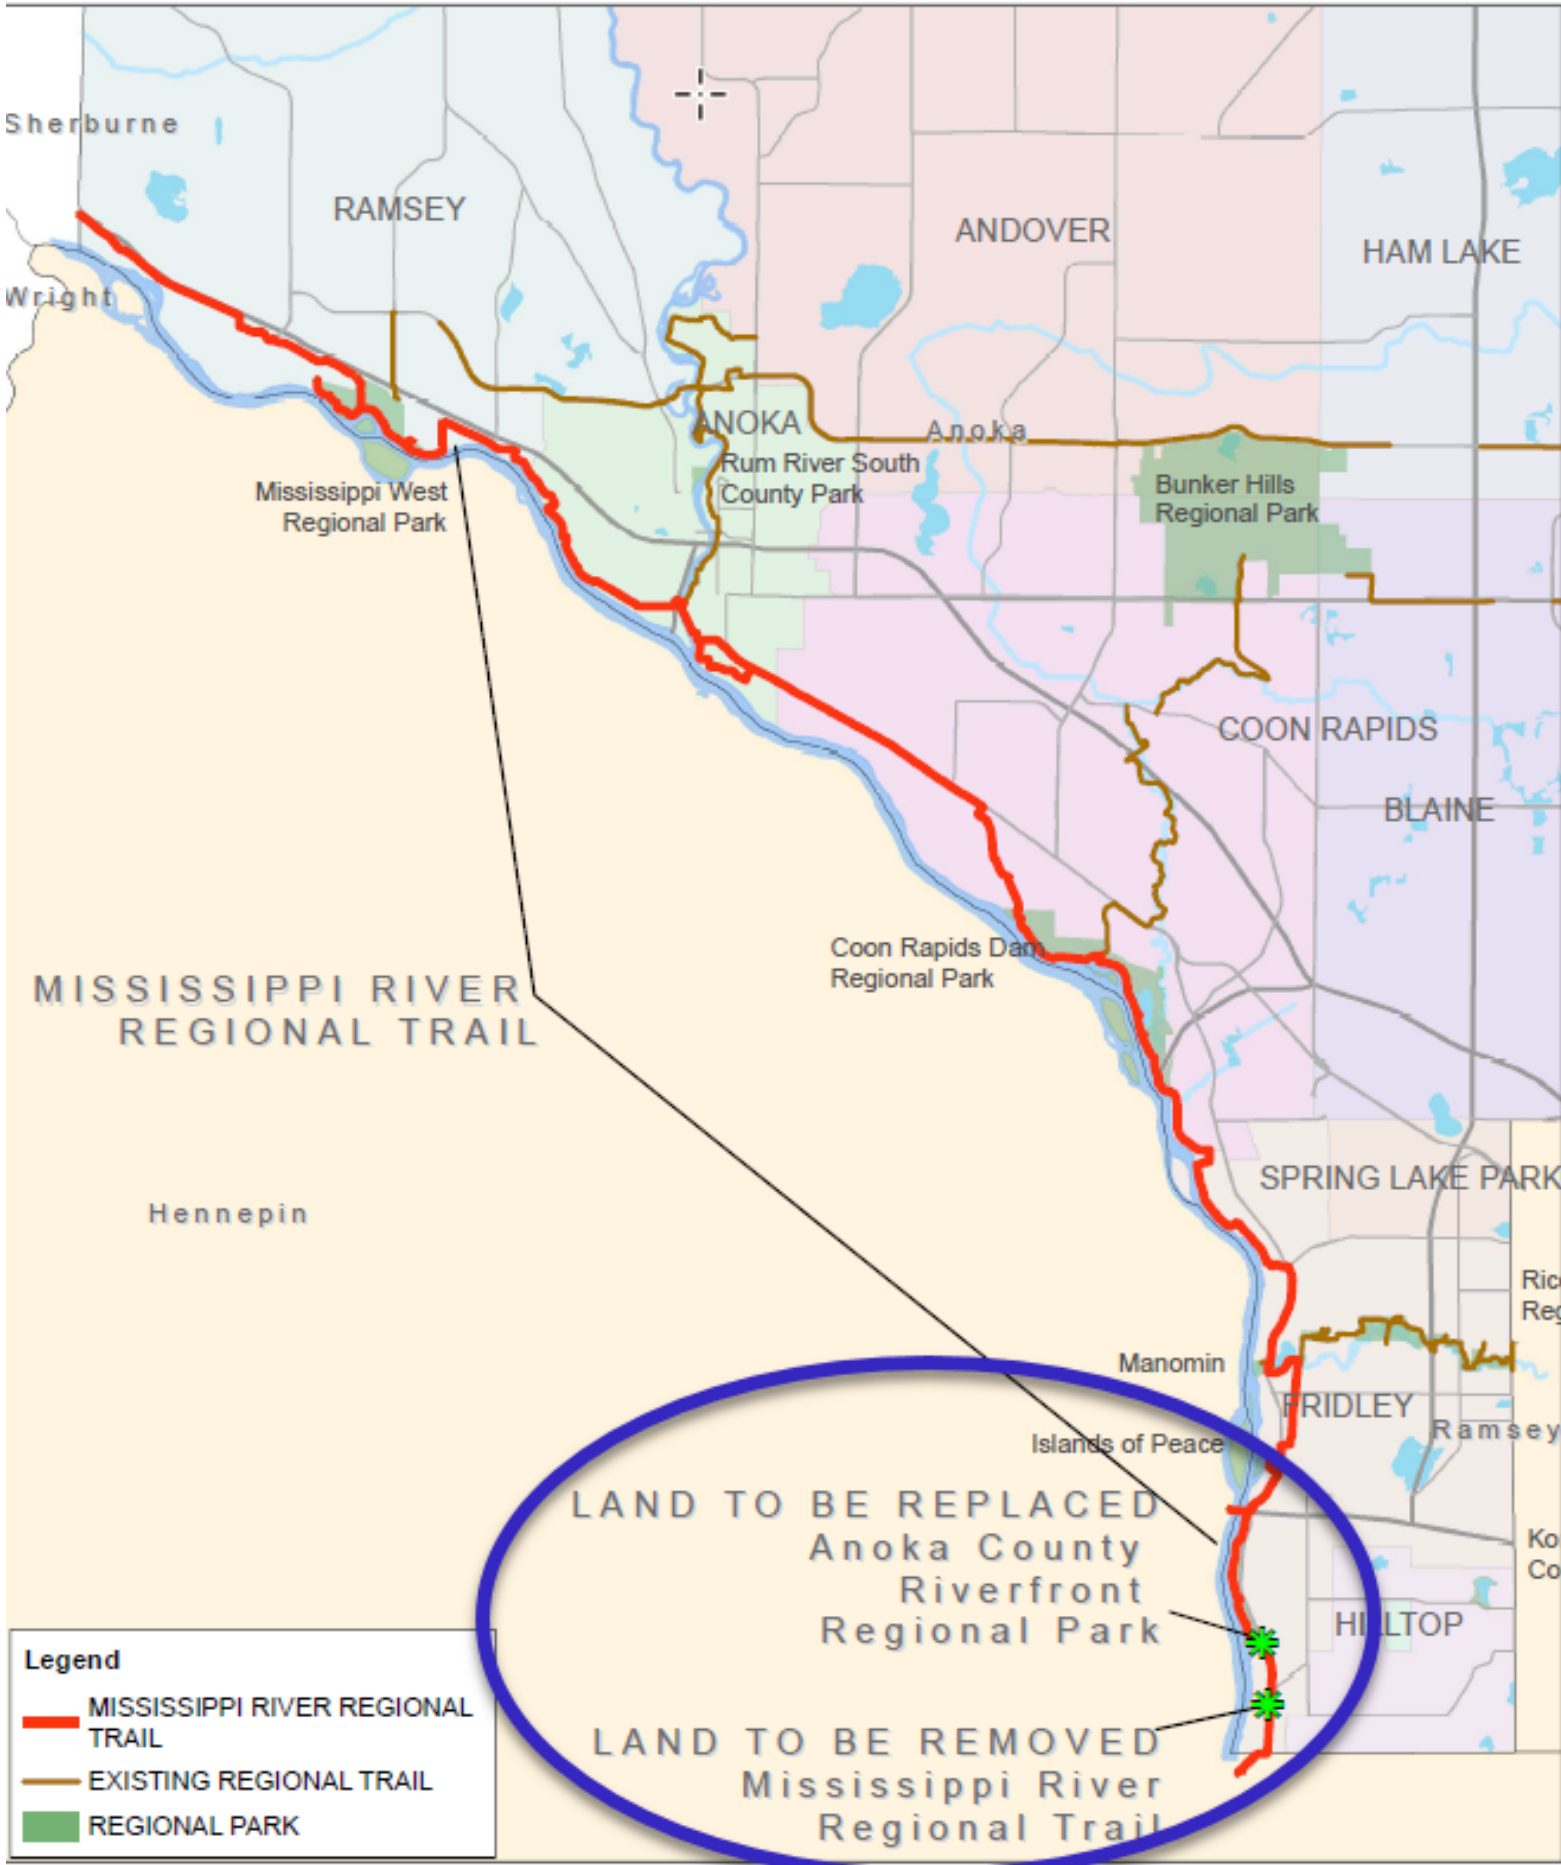 Sherburne
RAMSEY
ANDOVER
HAM LAKE
Wright
ANOKA
Anoka
Rum River South
County Park
Bunker Hills
Regional Park
Mississippi West
Regional Park
COON RAPIDS
BLAINE
Coon Rapids Dam
Regional Park
MISSISSIPPI RIVER
REGIONAL TRAIL
SPRING LAKE PARK
Hennepin
Manomin
FRIDLEY
Ramsey
Islands of Peace
LAND TO BE REPLACED
Anoka County
Riverfront
Regional Park
HILLTOP
LAND TO BE REMOVED
Mississippi River
Regional Trail
Legend
MISSISSIPPI RIVER REGIONAL
TRAIL
EXISTING REGIONAL TRAIL
REGIONAL PARK